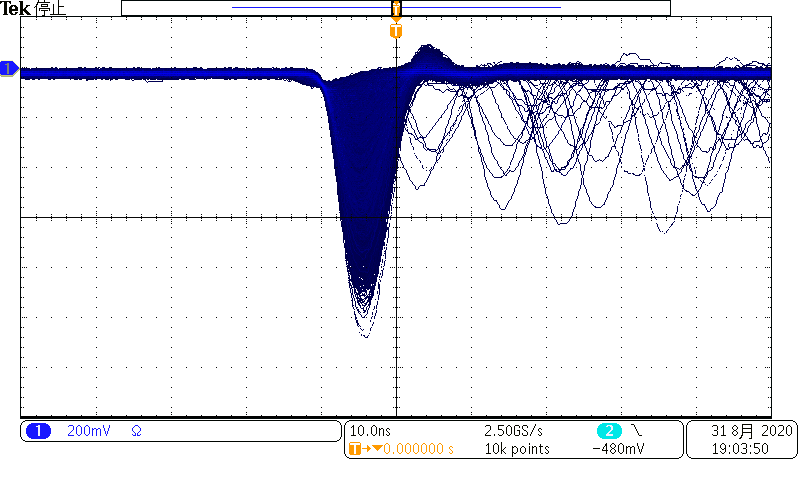 Tek 停止
T
T
1
1 200mV Ω
10.0ns 2.50GS/s 2 -480mV
T→▼0.000000 s 10k points
31 8月 2020
19:03:50